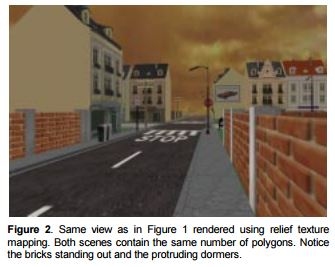 STOP
Figure 2. Same view as in Figure 1 rendered using relief texture
mapping. Both scenes contain the same number of polygons. Notice
the bricks standing out and the protruding dormers.